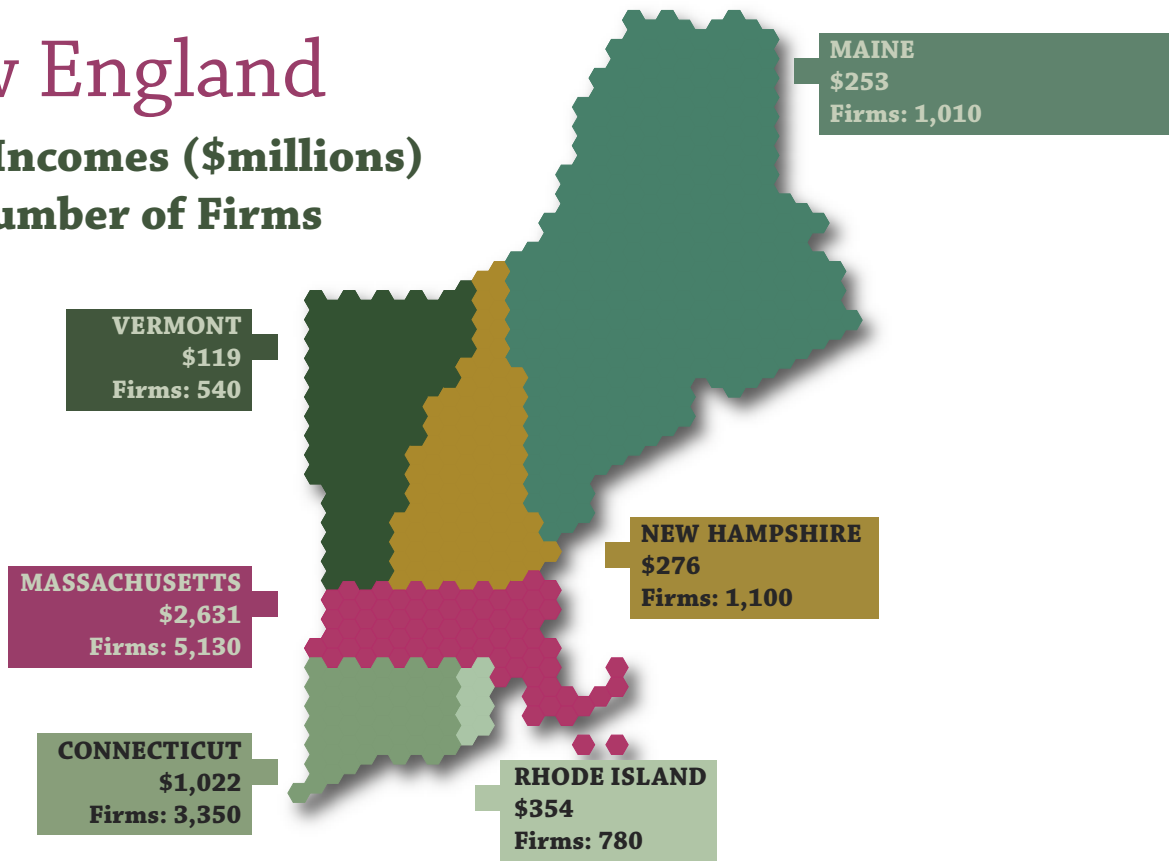 England
Incomes ($millions)
umber of Firms
MAINE
$253
Firms: 1,010
VERMONT
$119
Firms: 540
NEW HAMPSHIRE
$276
Firms: 1,100
MASSACHUSETTS
$2,631
Firms: 5,130
CONNECTICUT
$1,022
Firms: 3,350
RHODE ISLAND
$354
Firms: 780